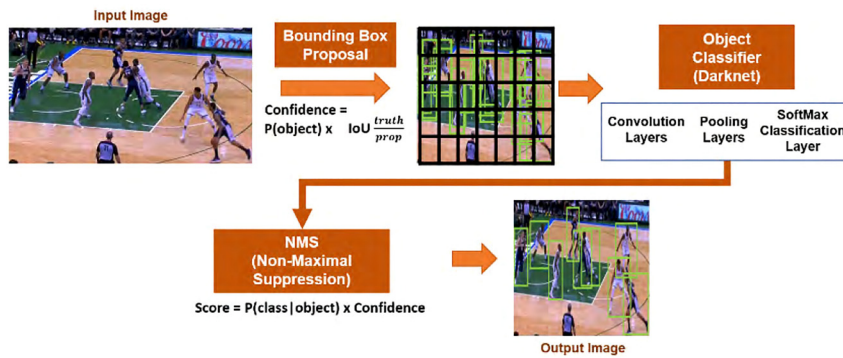 Input Image
Bounding Box
Proposal
Confidence =
P(object) x IoU truth/prop
Object
Classifier
(Darknet)
Convolution
Layers
Pooling
Layers
SoftMax
Classification
Layer
NMS
(Non-Maximal
Suppression)
Score = P(class|object) x Confidence
Output Image